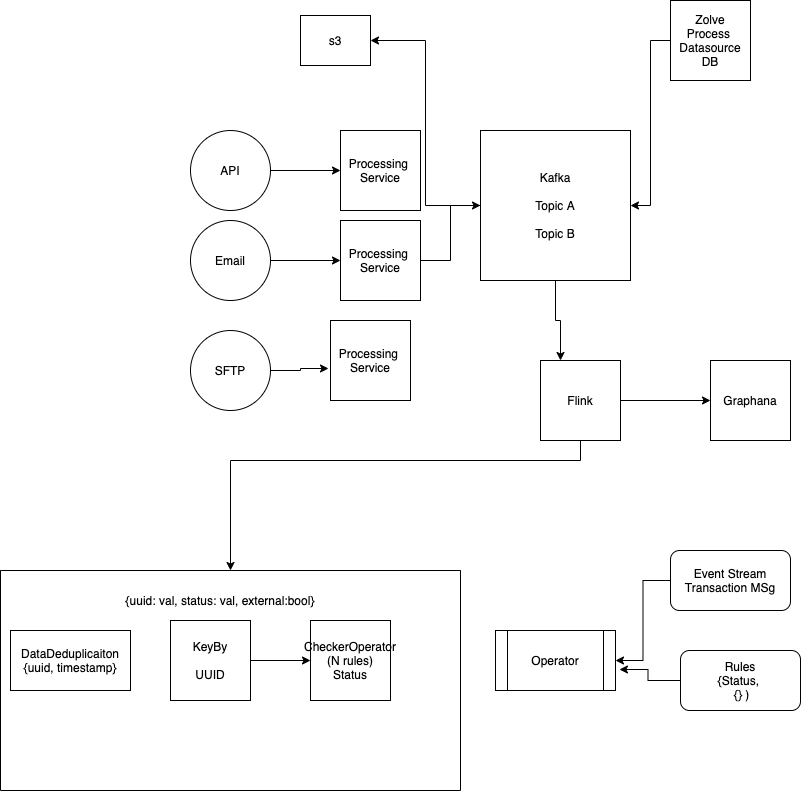 s3
Zolve
Process
Datasource
DB
API
Processing
Service
Kafka
Topic A
Topic B
Email
Processing
Service
SFTP
Processing
Service
Flink
Graphana
{uuid: val, status: val, external:bool}
DataDeduplicaiton
{uuid, timestamp}
KeyBy
UUID
CheckerOperator
(N rules)
Status
Operator
Event Stream
Transaction MSg
Rules
{Status,
{} )